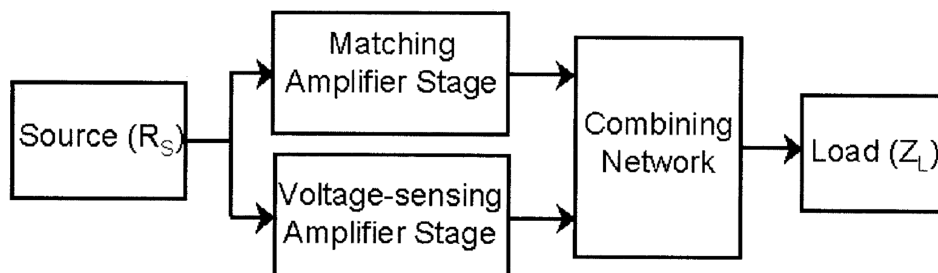 Source (R_S)
Matching
Amplifier Stage
Voltage-sensing
Amplifier Stage
Combining
Network
Load (Z_L)